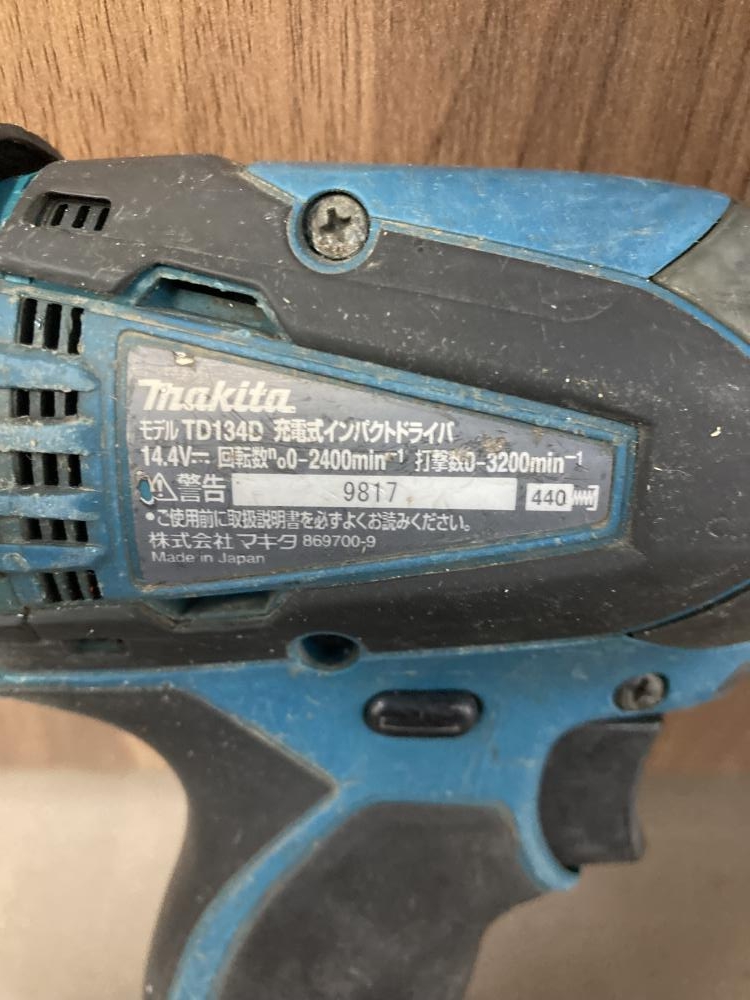 makita
モデル TD134D 充電式インパクトドライバ
14.4V⎓ 回転数n₀0-2400min⁻¹ 打撃数0-3200min⁻¹
⚠警告 9817 440
●ご使用前に取扱説明書を必ずよくお読みください。
株式会社 マキタ 869700-9
Made in Japan